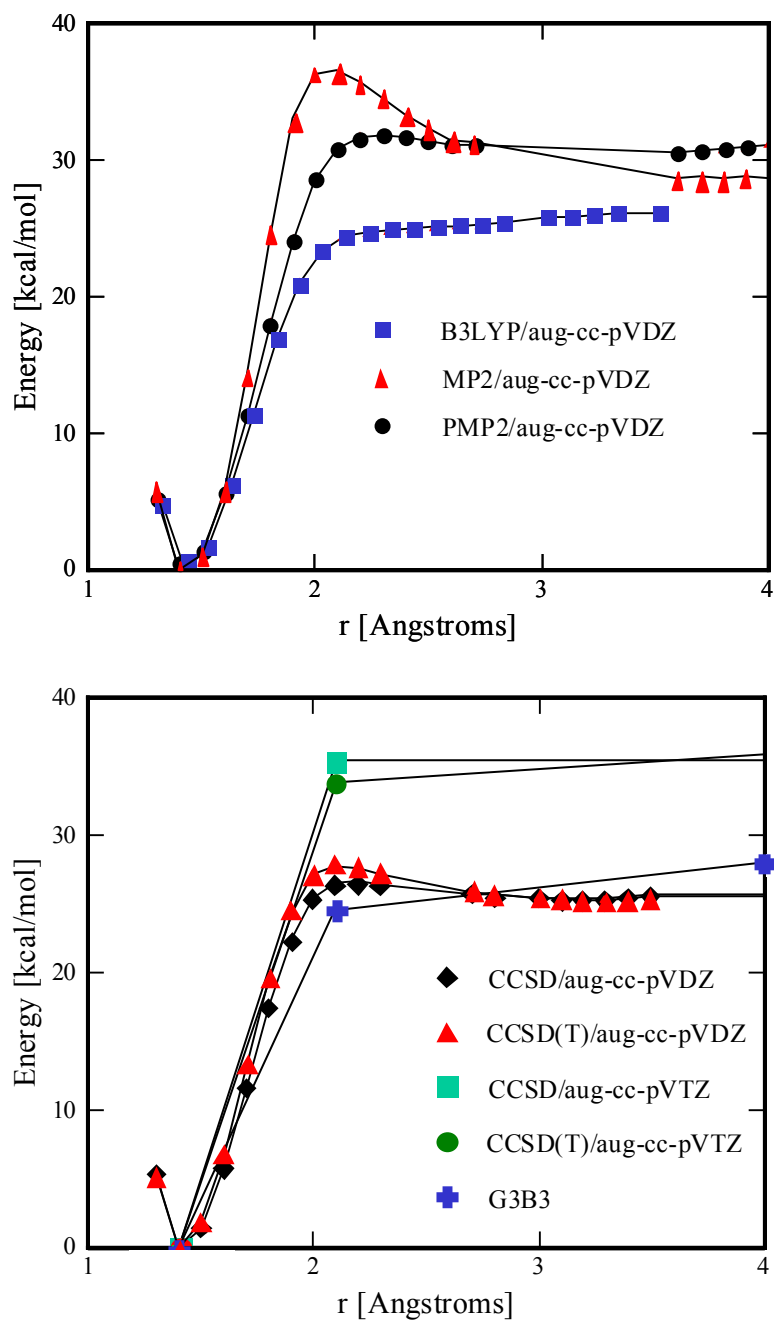 40
30
20
10
0
Energy [kcal/mol]
B3LYP/aug-cc-pVDZ
MP2/aug-cc-pVDZ
PMP2/aug-cc-pVDZ
1 2 3 4
r [Angstroms]
40
30
20
10
0
Energy [kcal/mol]
CCSD/aug-cc-pVDZ
CCSD(T)/aug-cc-pVDZ
CCSD/aug-cc-pVTZ
CCSD(T)/aug-cc-pVTZ
G3B3
1 2 3 4
r [Angstroms]